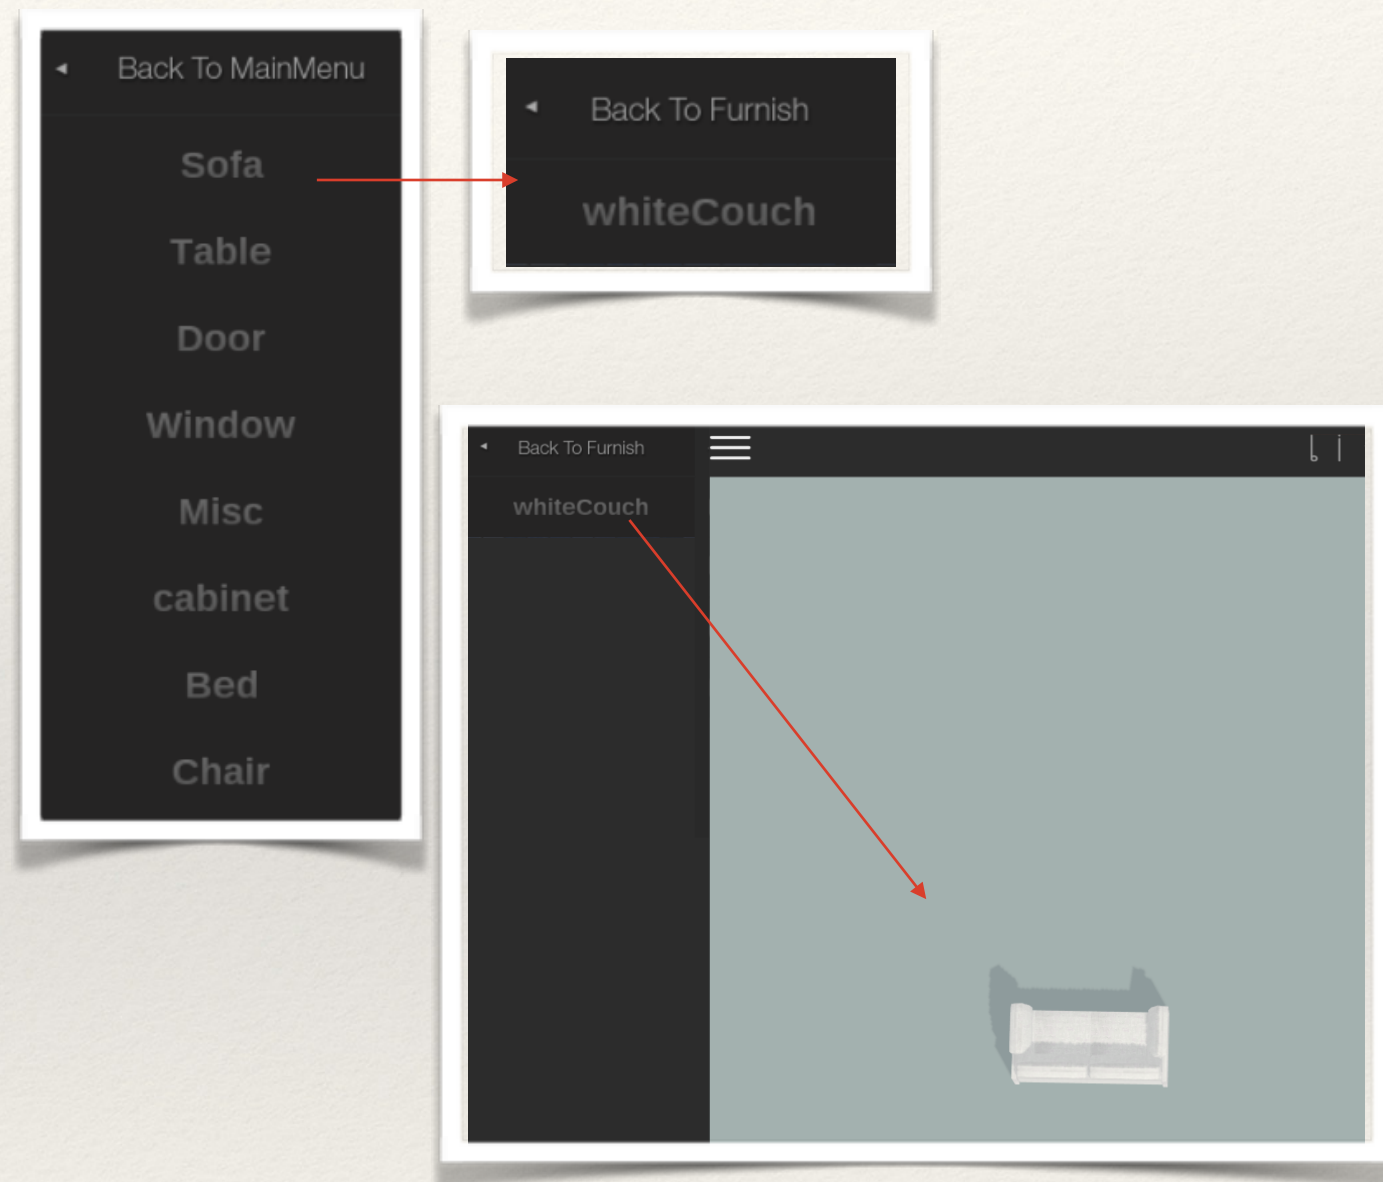 Back To MainMenu
Sofa
Table
Door
Window
Misc
cabinet
Bed
Chair
Back To Furnish
whiteCouch
Back To Furnish
whiteCouch